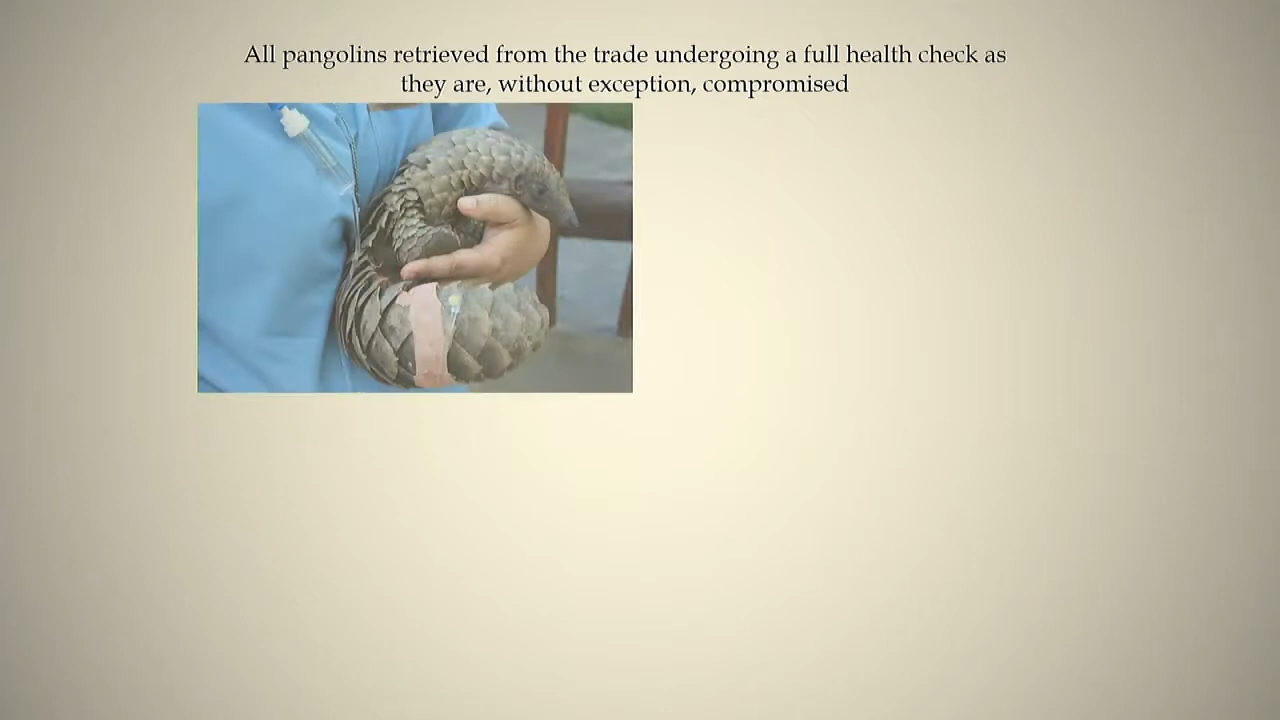 All pangolins retrieved from the trade undergoing a full health check as
they are, without exception, compromised